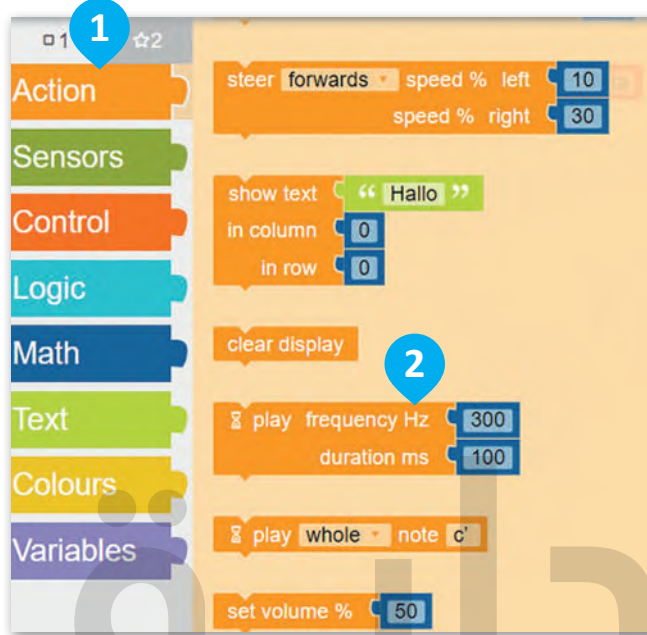 1
1 ☆2
Action
Sensors
Control
Logic
Math
Text
Colours
Variables
steer forwards speed % left 10
speed % right 30
show text “ Hallo ”
in column 0
in row 0
clear display
2
play frequency Hz 300
duration ms 100
play whole note c'
set volume % 50